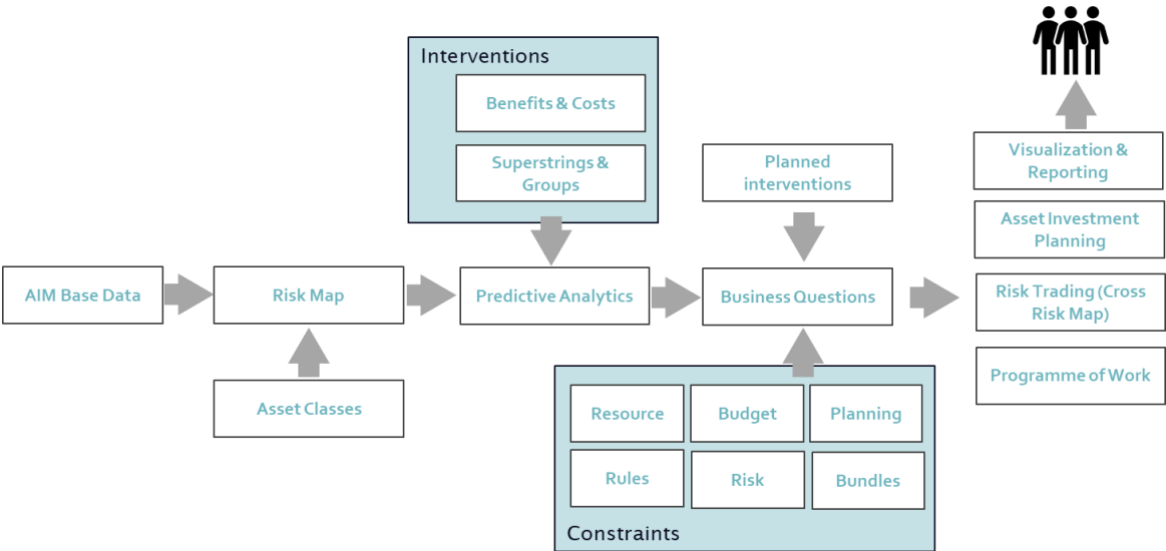 Interventions
Benefits & Costs
Superstrings &
Groups
Planned
interventions
Visualization &
Reporting
Asset Investment
Planning
AIM Base Data
Risk Map
Predictive Analytics
Business Questions
Risk Trading (Cross
Risk Map)
Programme of Work
Asset Classes
Resource
Budget
Planning
Rules
Risk
Bundles
Constraints